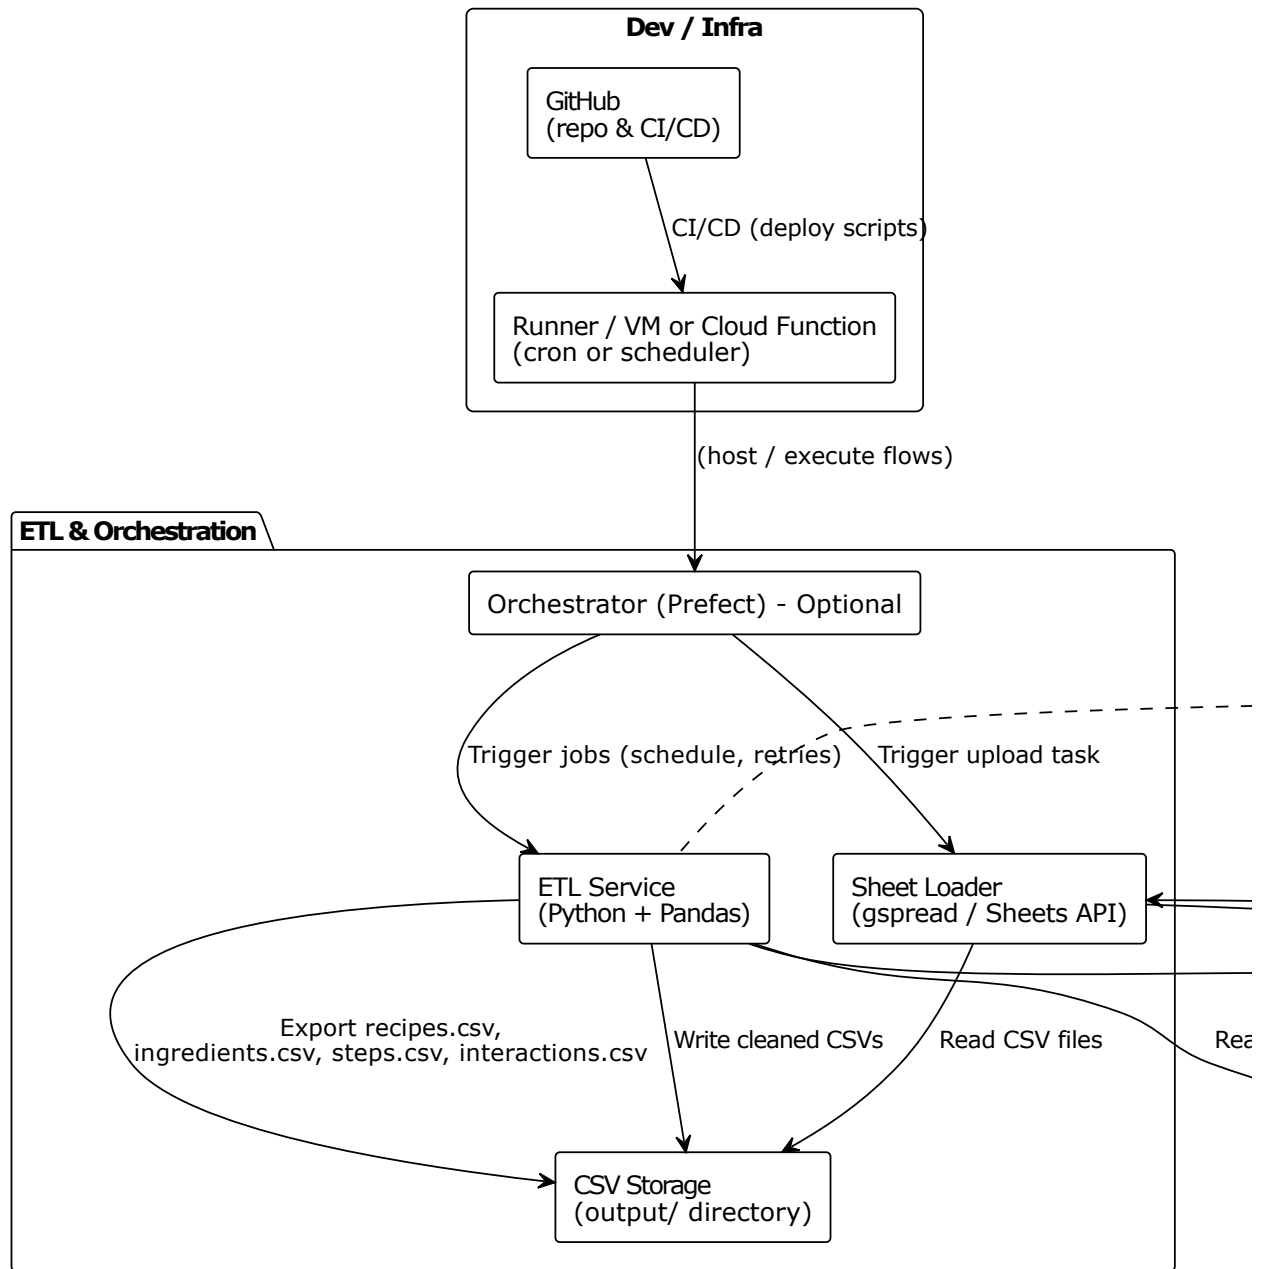 Dev / Infra
GitHub
(repo & CI/CD)
CI/CD (deploy scripts)
Runner / VM or Cloud Function
(cron or scheduler)
(host / execute flows)
ETL & Orchestration
Orchestrator (Prefect) - Optional
Trigger jobs (schedule, retries)
Trigger upload task
ETL Service
(Python + Pandas)
Sheet Loader
(gspread / Sheets API)
Export recipes.csv,
ingredients.csv, steps.csv, interactions.csv
Write cleaned CSVs
Read CSV files
CSV Storage
(output/ directory)